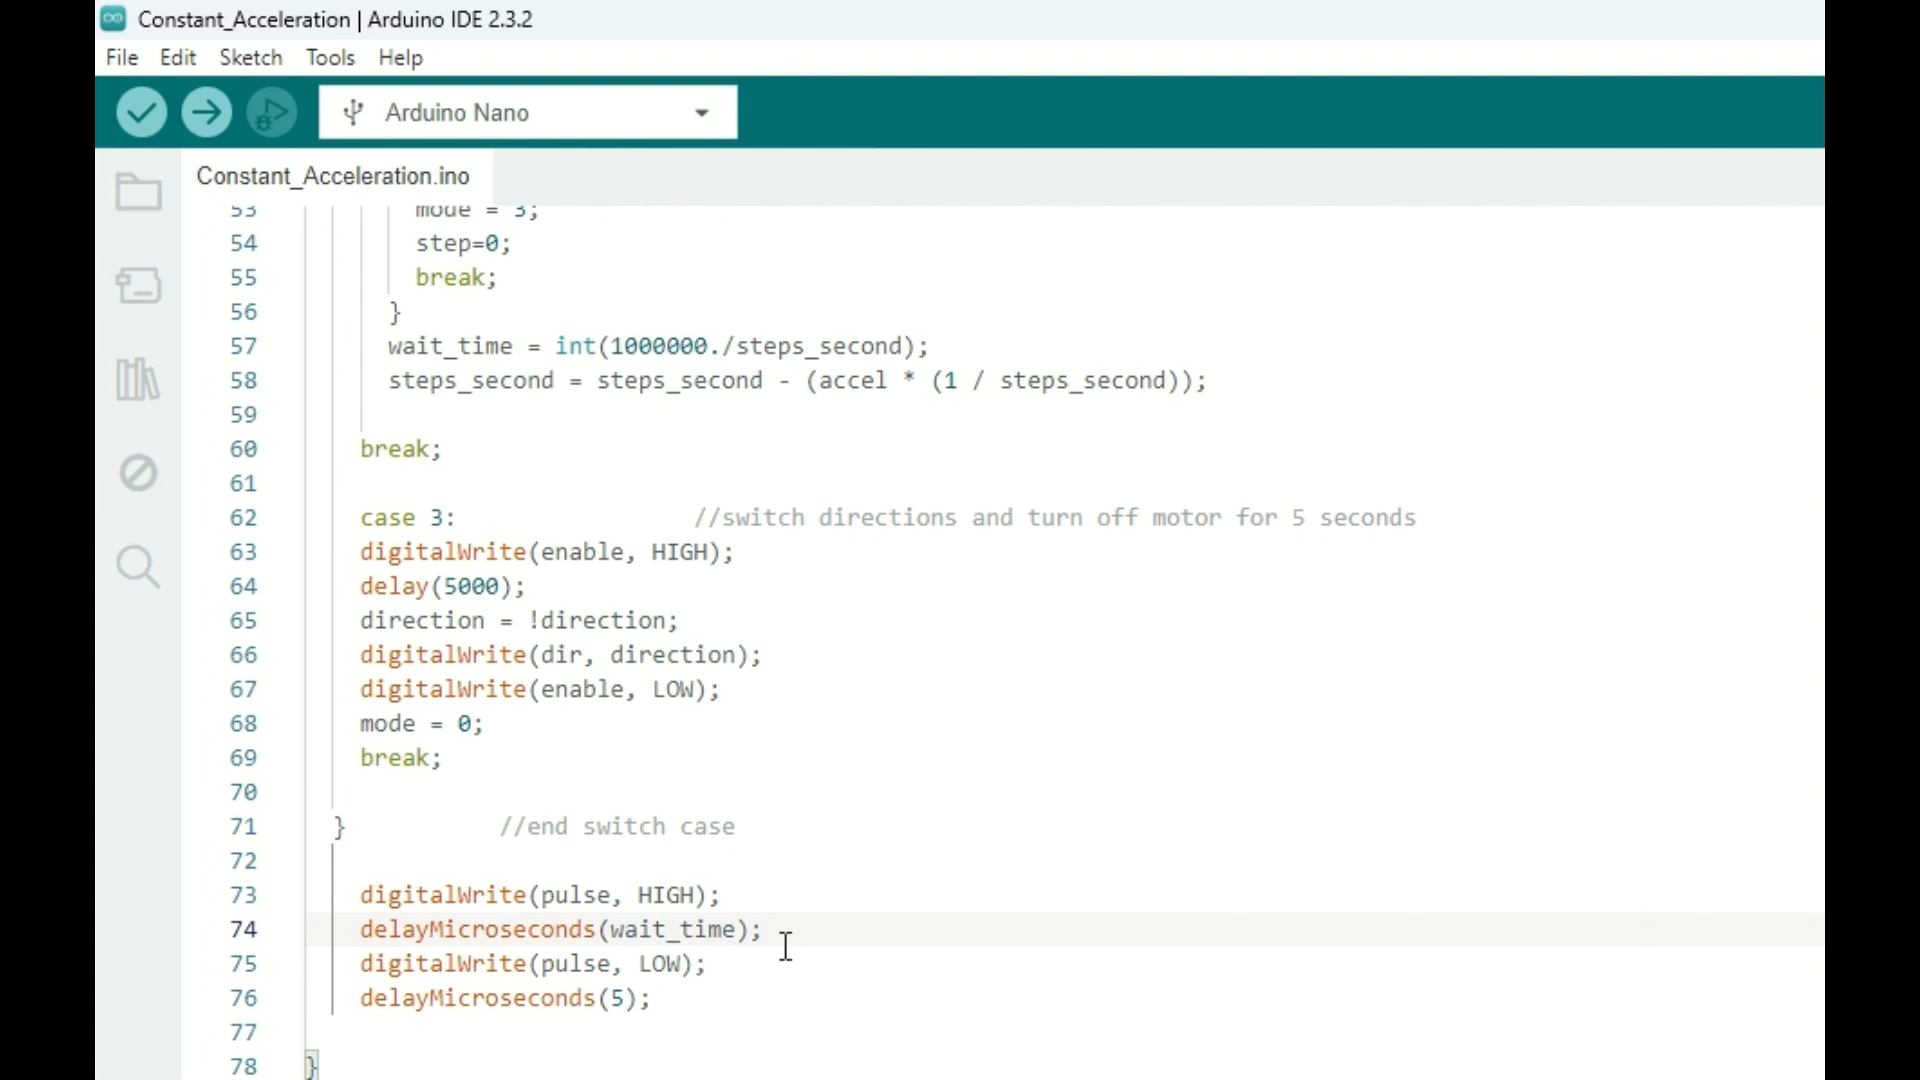 Constant_Acceleration | Arduino IDE 2.3.2
File Edit Sketch Tools Help
Arduino Nano
Constant_Acceleration.ino
53 mode = 3;
54 step=0;
55 break;
56 }
57 wait_time = int(1000000./steps_second);
58 steps_second = steps_second - (accel * (1 / steps_second));
59
60 break;
61
62 case 3: //switch directions and turn off motor for 5 seconds
63 digitalWrite(enable, HIGH);
64 delay(5000);
65 direction = !direction;
66 digitalWrite(dir, direction);
67 digitalWrite(enable, LOW);
68 mode = 0;
69 break;
70
71 } //end switch case
72
73 digitalWrite(pulse, HIGH);
74 delayMicroseconds(wait_time);
75 digitalWrite(pulse, LOW);
76 delayMicroseconds(5);
77
78 }